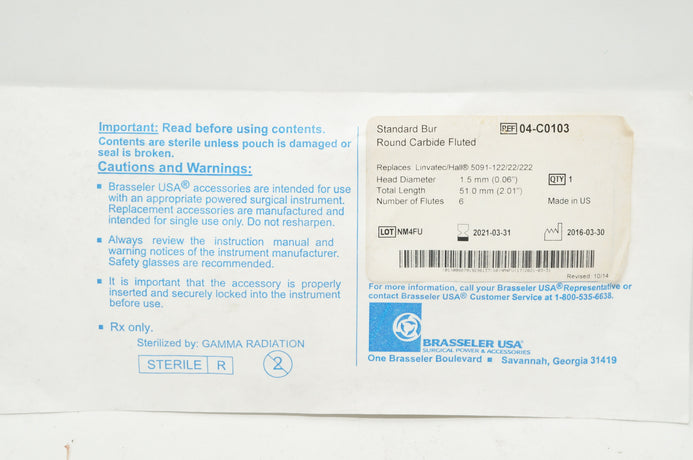 Important: Read before using contents.
Contents are sterile unless pouch is damaged or
seal is broken.
Cautions and Warnings:
■ Brasseler USA® accessories are intended for use
with an appropriate powered surgical instrument.
Replacement accessories are manufactured and
intended for single use only. Do not resharpen.
■ Always review the instruction manual and
warning notices of the instrument manufacturer.
Safety glasses are recommended.
■ It is important that the accessory is properly
inserted and securely locked into the instrument
before use.
■ Rx only.
Sterilized by: GAMMA RADIATION
STERILE R
2
Standard Bur REF 04-C0103
Round Carbide Fluted
Replaces Linvatec/Hall® 5091-122/22/222
Head Diameter 1.5 mm (0.06") QTY 1
Total Length 51.0 mm (2.01")
Number of Flutes 6 Made in US
LOT NM4FU 2021-03-31 2016-03-30
Revised: 10/14
For more information, call your Brasseler USA® Representative or
contact Brasseler USA® Customer Service at 1-800-535-6638.
BRASSELER USA®
SURGICAL POWER & ACCESSORIES
One Brasseler Boulevard ■ Savannah, Georgia 31419